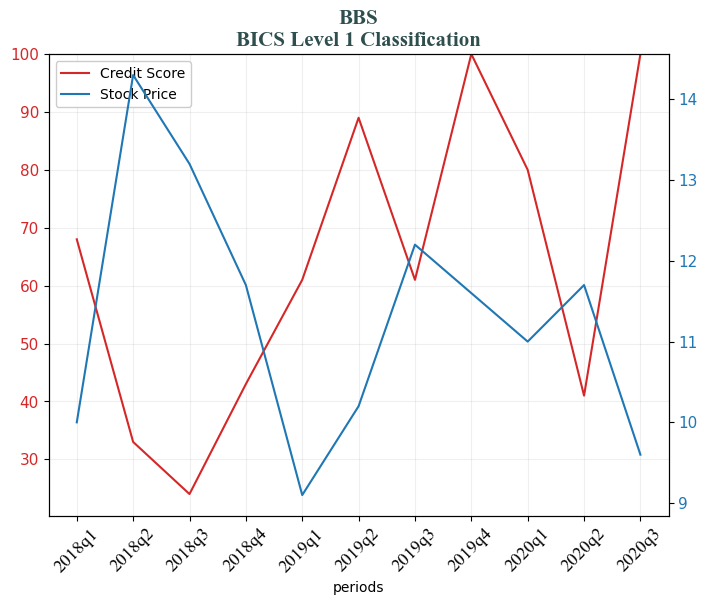 BBS
BICS Level 1 Classification
Credit Score
Stock Price
100
90
80
70
60
50
40
30
14
13
12
11
10
9
2018q1
2018q2
2018q3
2018q4
2019q1
2019q2
2019q3
2019q4
2020q1
2020q2
2020q3
periods